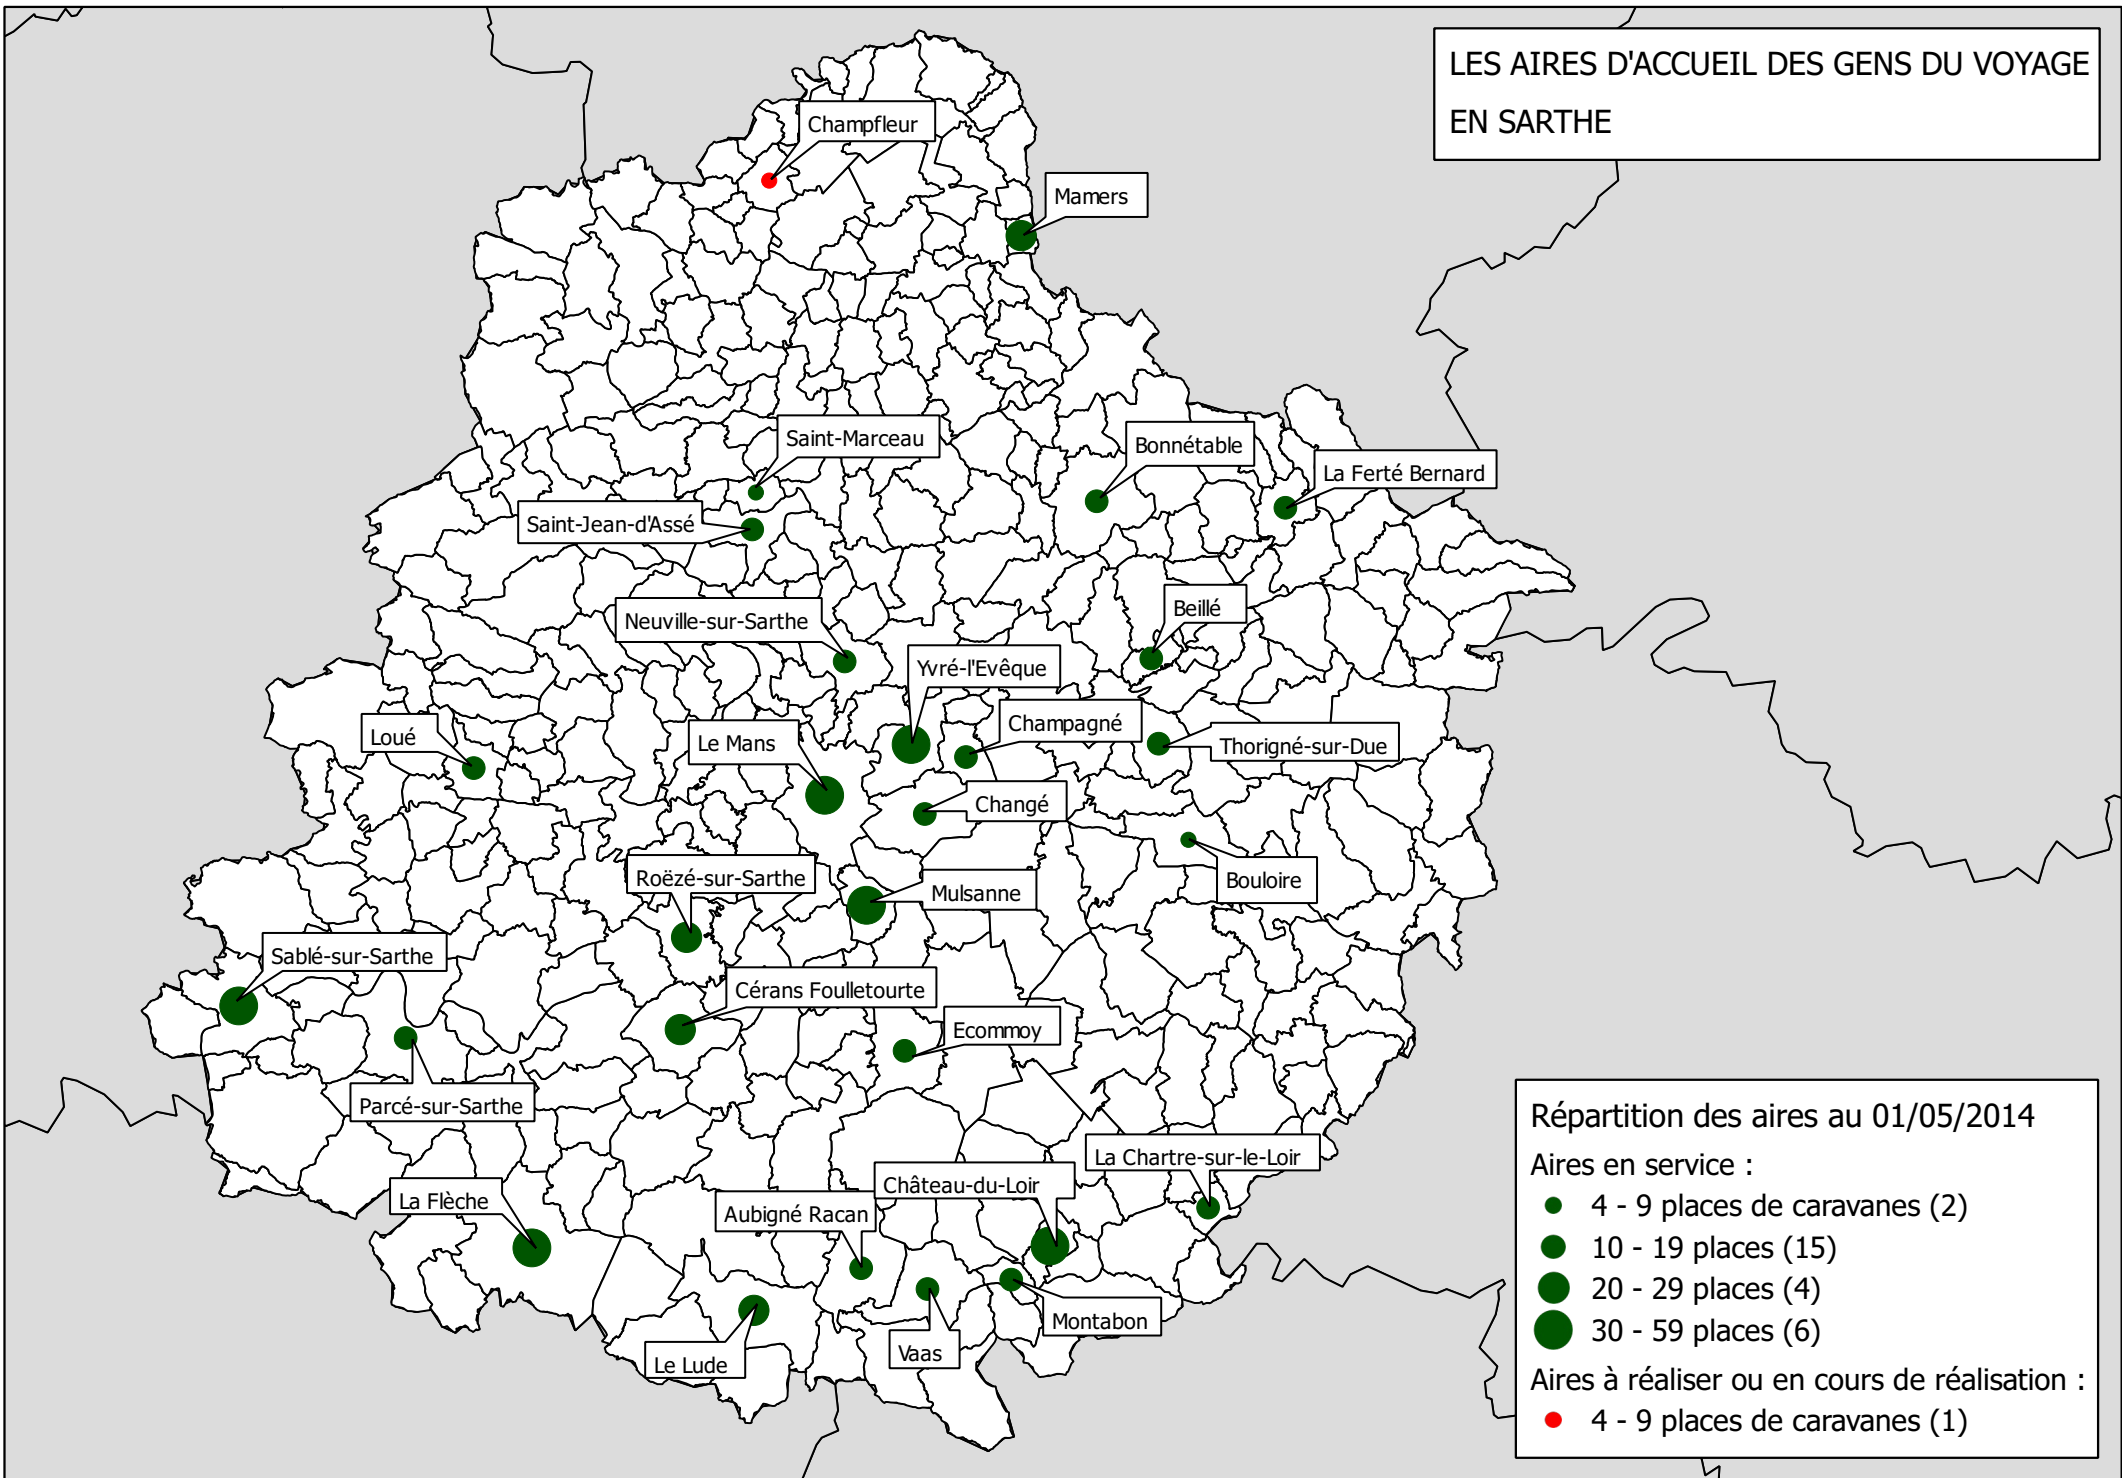 LES AIRES D'ACCUEIL DES GENS DU VOYAGE
EN SARTHE
Champfleur
Mamers
Saint-Marceau
Bonnétable
La Ferté Bernard
Saint-Jean-d'Assé
Neuville-sur-Sarthe
Beillé
Yvré-l'Evêque
Champagné
Loué
Le Mans
Thorigné-sur-Due
Changé
Roëzé-sur-Sarthe
Mulsanne
Bouloire
Sablé-sur-Sarthe
Cérans Foulletourte
Ecommoy
Parcé-sur-Sarthe
La Chartre-sur-le-Loir
Château-du-Loir
La Flèche
Aubigné Racan
Montabon
Vaas
Le Lude
Répartition des aires au 01/05/2014
Aires en service :
4 - 9 places de caravanes (2)
10 - 19 places (15)
20 - 29 places (4)
30 - 59 places (6)
Aires à réaliser ou en cours de réalisation :
4 - 9 places de caravanes (1)